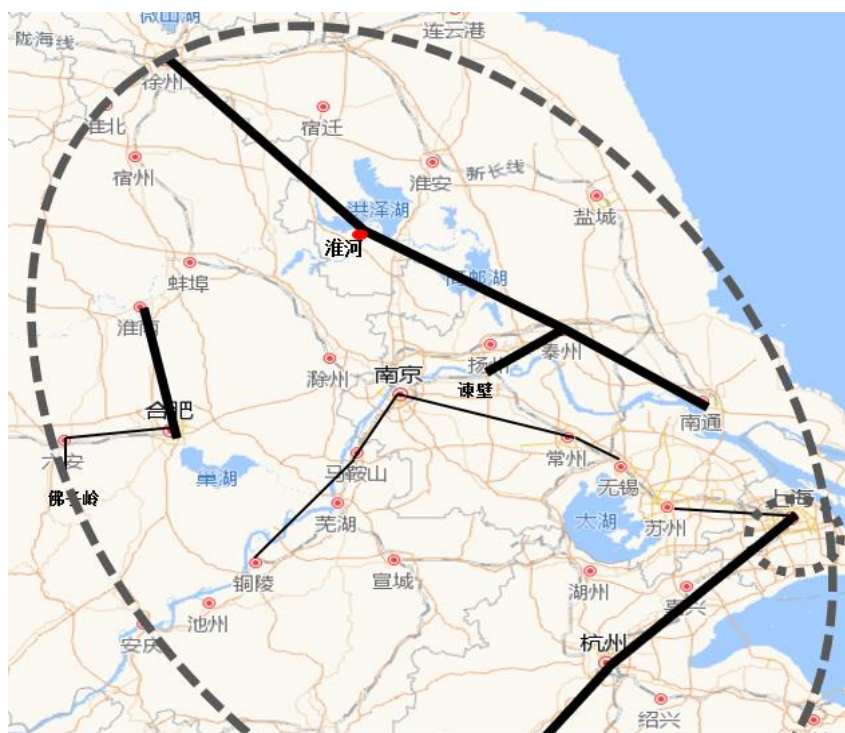 微山湖
连云港
陇海线
徐州
淮北
宿迁
宿州
淮安
新长线
盐城
洪泽湖
淮河
蚌埠
高邮湖
淮南
滁州
扬州
泰州
南京
谏壁
南通
合肥
六安
常州
马鞍山
巢湖
无锡
佛子岭
芜湖
太湖
苏州
上海
铜陵
宣城
湖州
嘉兴
池州
安庆
杭州
绍兴